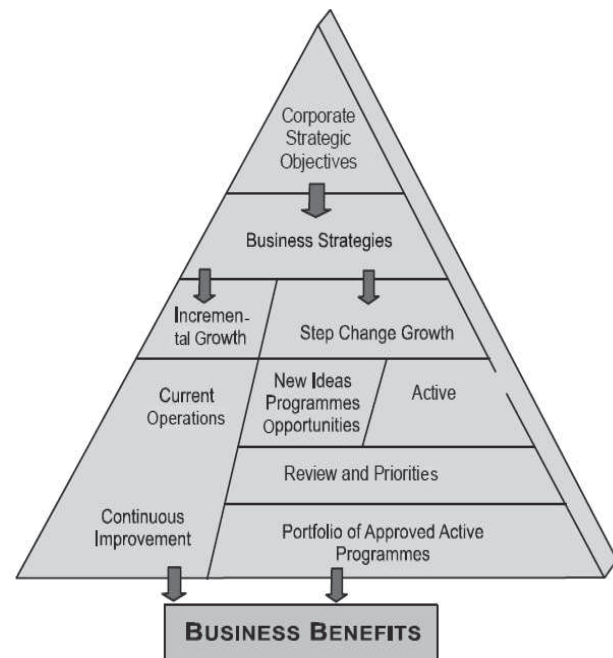 Corporate
Strategic
Objectives
Business Strategies
Incremen-
tal Growth
Step Change Growth
Current
Operations
New Ideas
Programmes
Opportunities
Active
Review and Priorities
Continuous
Improvement
Portfolio of Approved Active
Programmes
BUSINESS BENEFITS